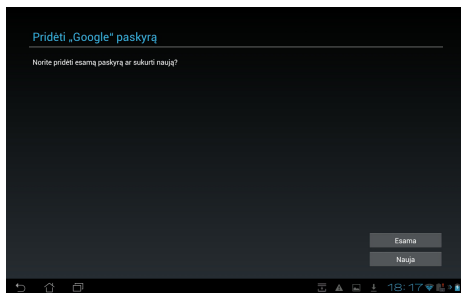 Pridėti „Google“ paskyrą
Norite pridėti esamą paskyrą ar sukurti naują?
Esama
Nauja
18:17